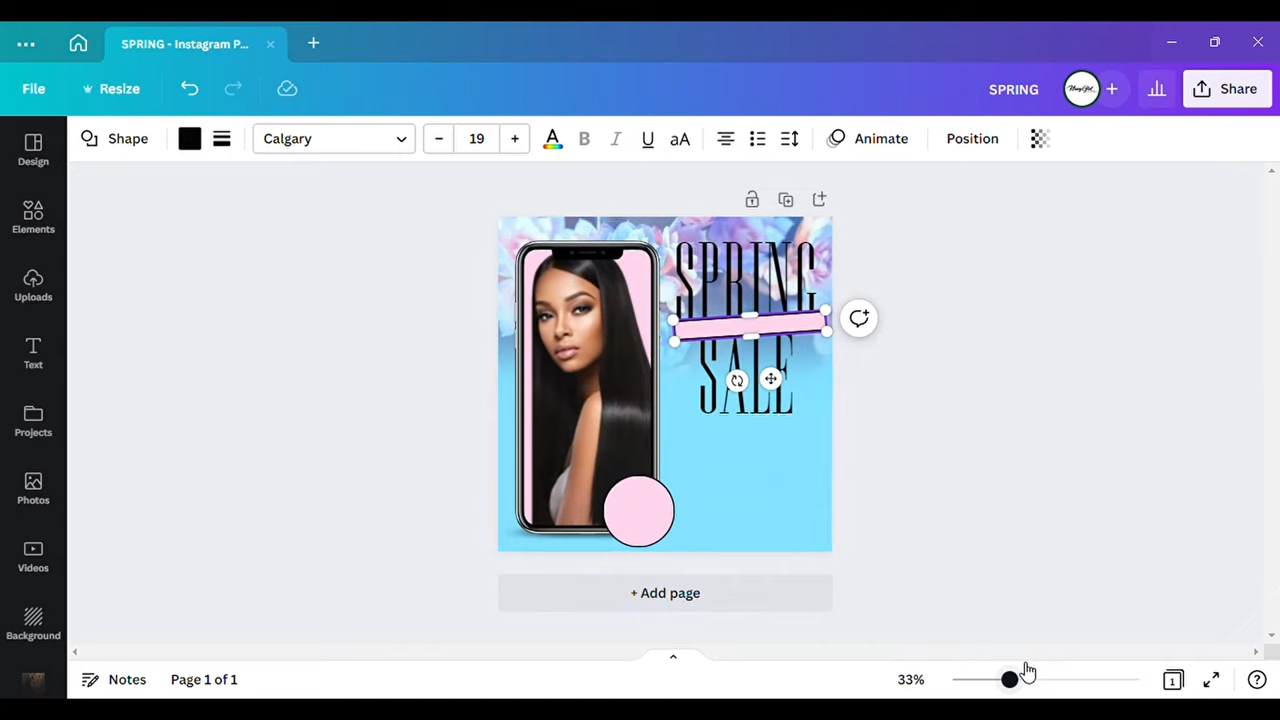 SPRING - Instagram P...
File
Resize
SPRING
Share
Shape
Calgary
- 19 +
A B I U aA
Animate
Position
Design
Elements
Uploads
Text
Projects
Photos
Videos
Background
SPRING
SALE
+ Add page
Notes
Page 1 of 1
33%
1
?